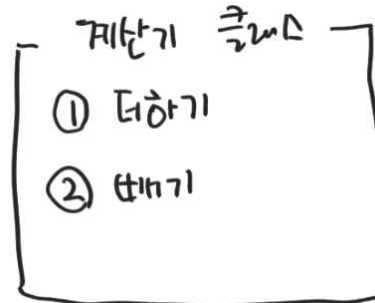 계산기 클래스
① 더하기
② 빼기